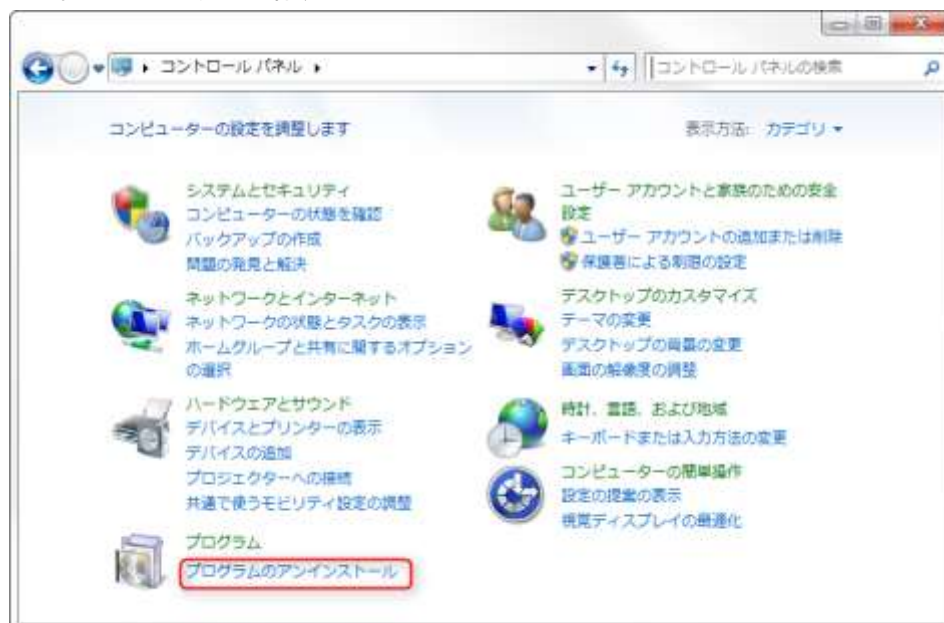 コントロール パネル
コントロール パネルの検索
コンピューターの設定を調整します
表示方法: カテゴリ
システムとセキュリティ
コンピューターの状態を確認
バックアップの作成
問題の発見と解決
ネットワークとインターネット
ネットワークの状態とタスクの表示
ホームグループと共有に関するオプション
の選択
ハードウェアとサウンド
デバイスとプリンターの表示
デバイスの追加
プロジェクターへの接続
共通で使うモビリティ設定の調整
プログラム
プログラムのアンインストール
ユーザー アカウントと家族のための安全
設定
ユーザー アカウントの追加または削除
保護者による制限の設定
デスクトップのカスタマイズ
テーマの変更
デスクトップの背景の変更
画面の解像度の調整
時計、言語、および地域
キーボードまたは入力方法の変更
コンピューターの簡単操作
設定の提案の表示
視覚ディスプレイの最適化